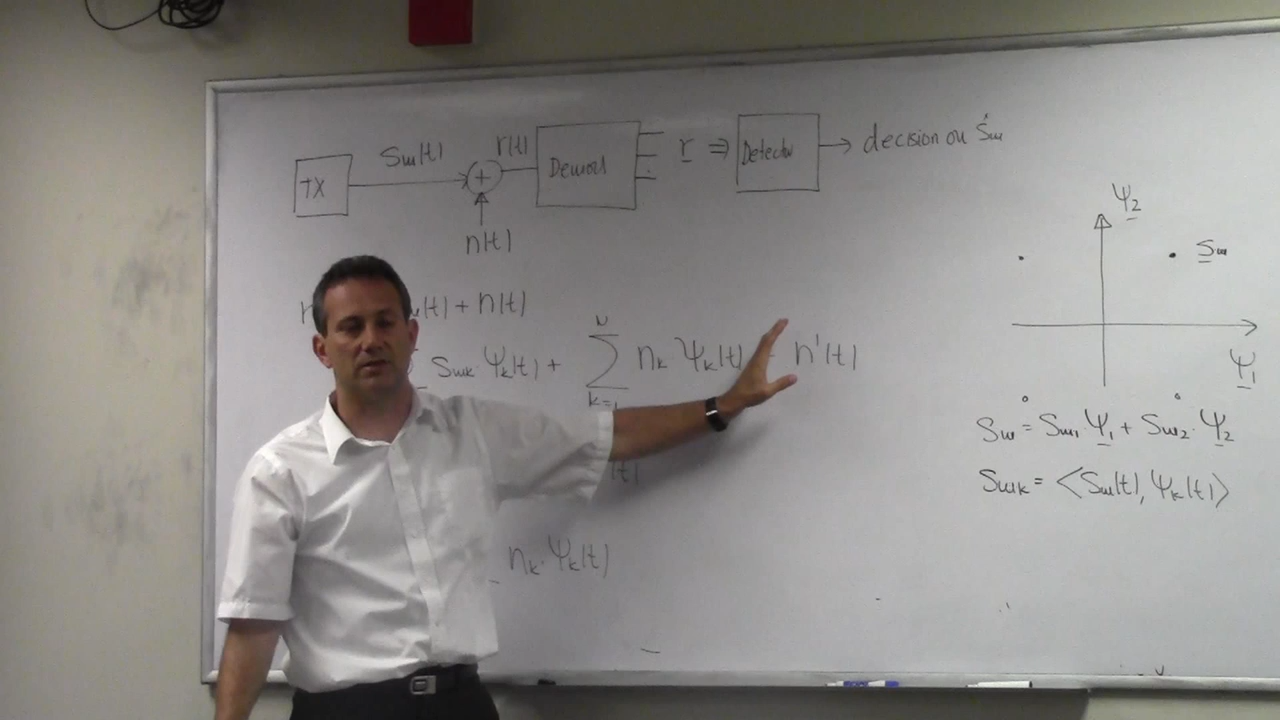 TX Sm(t) + r(t) Demod r ⇒ Detector → decision on Ŝm
n(t)
Ψ2
Sm
Ψ1
(t) + n(t)
Smk Ψk(t) + ∑ nk Ψk(t) n'(t)
N
k=
(t)
nk · Ψk(t)
Sm = Sm1 Ψ1 + Sm2 · Ψ2
Smk = <Sm(t), Ψk(t)>